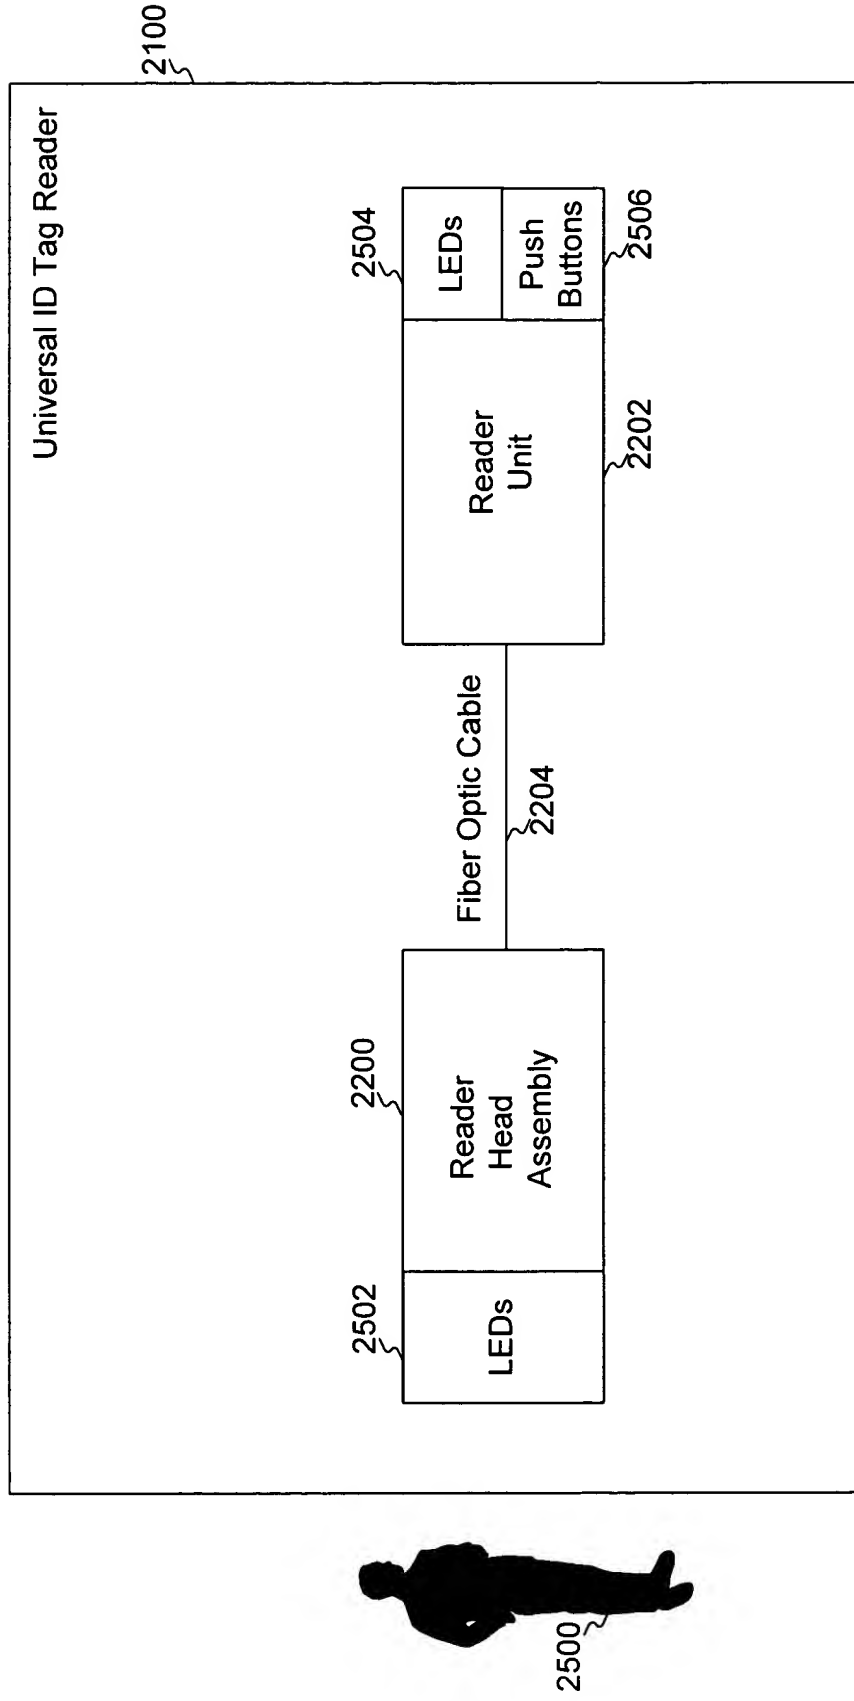 Universal ID Tag Reader
2100
2502
2200
2504
LEDs
Reader
Head
Assembly
Fiber Optic Cable
2204
Reader
Unit
LEDs
Push
Buttons
2202
2506
2500